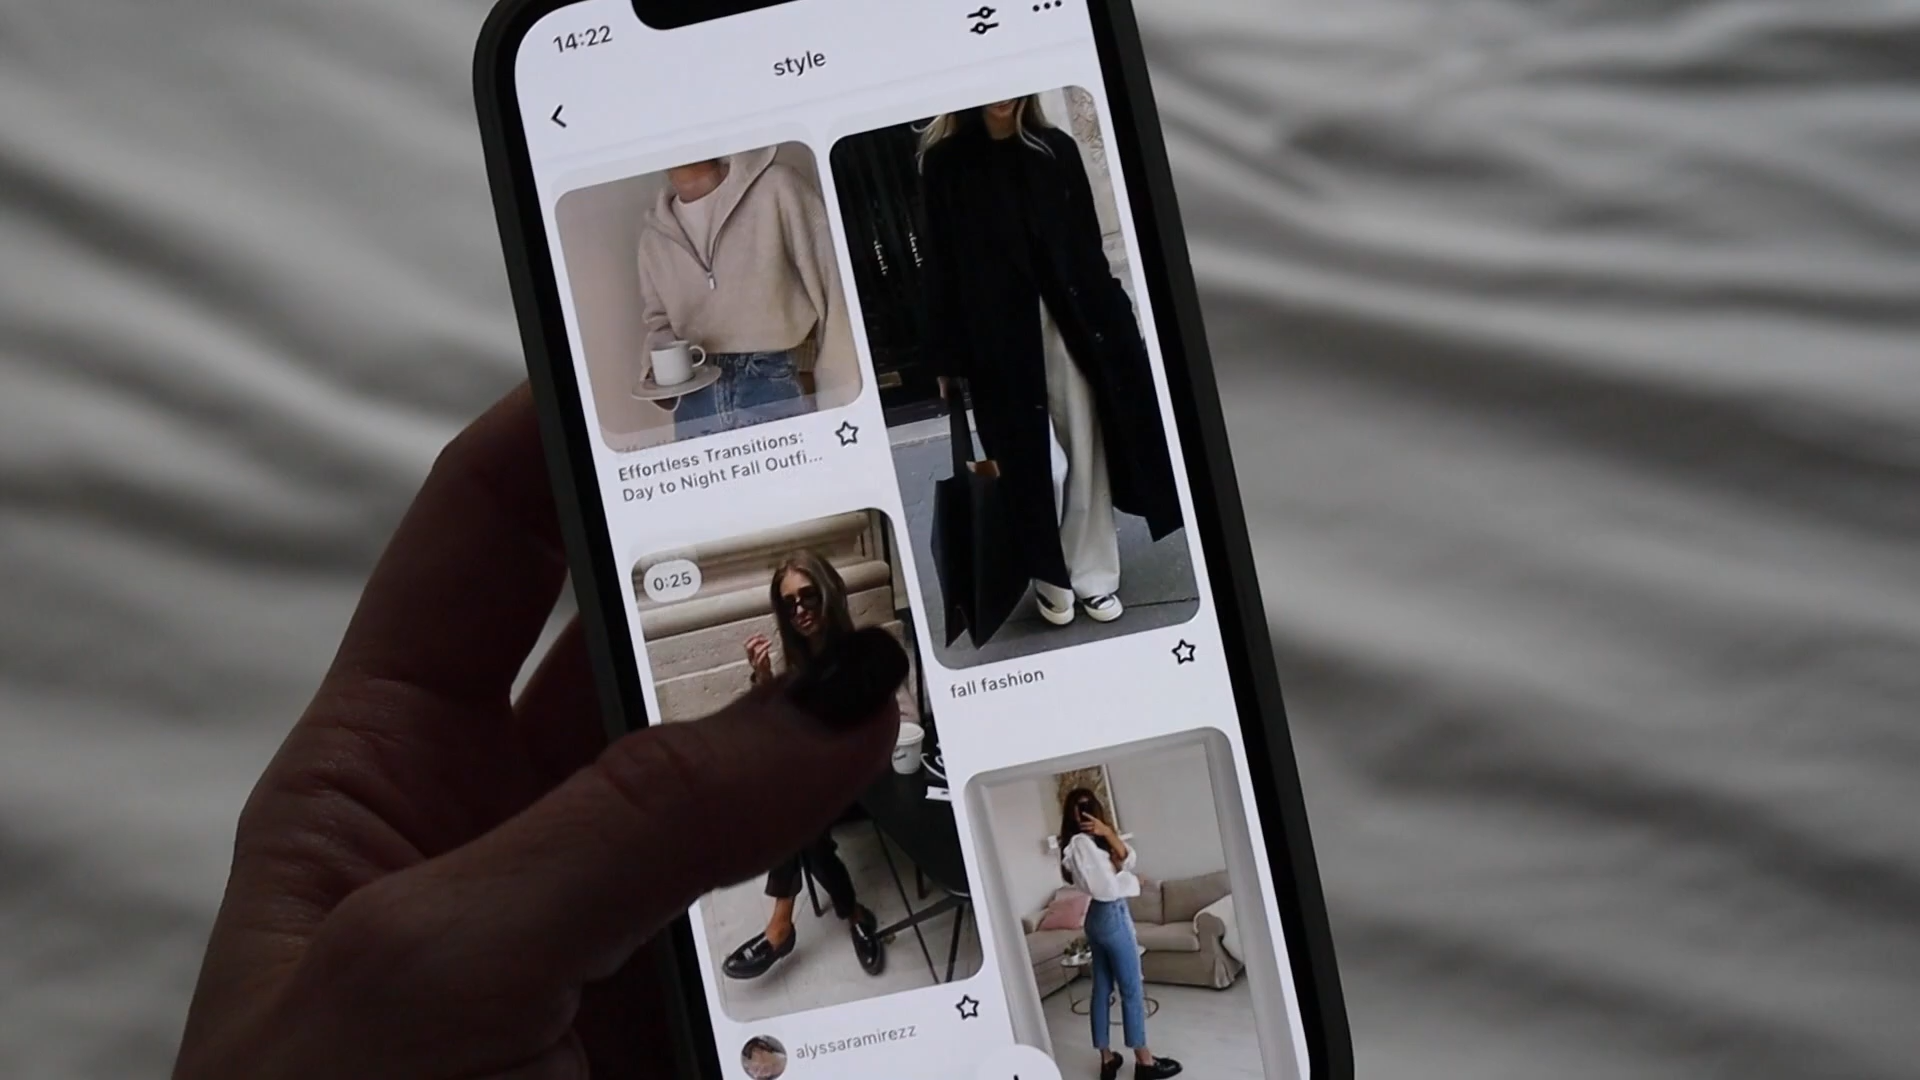 14:22
style
Effortless Transitions:
Day to Night Fall Outfi...
0:25
fall fashion
alyssaramirezz